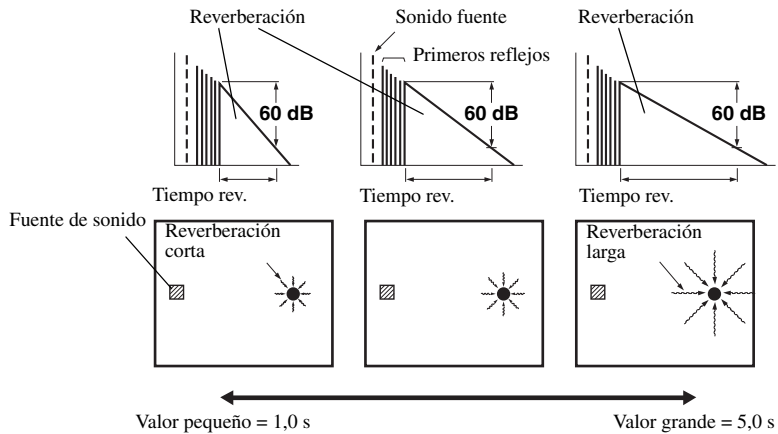 Reverberación
Sonido fuente
Reverberación
Primeros reflejos
60 dB
60 dB
60 dB
Tiempo rev.
Tiempo rev.
Tiempo rev.
Fuente de sonido
Reverberación
corta
Reverberación
larga
Valor pequeño = 1,0 s
Valor grande = 5,0 s